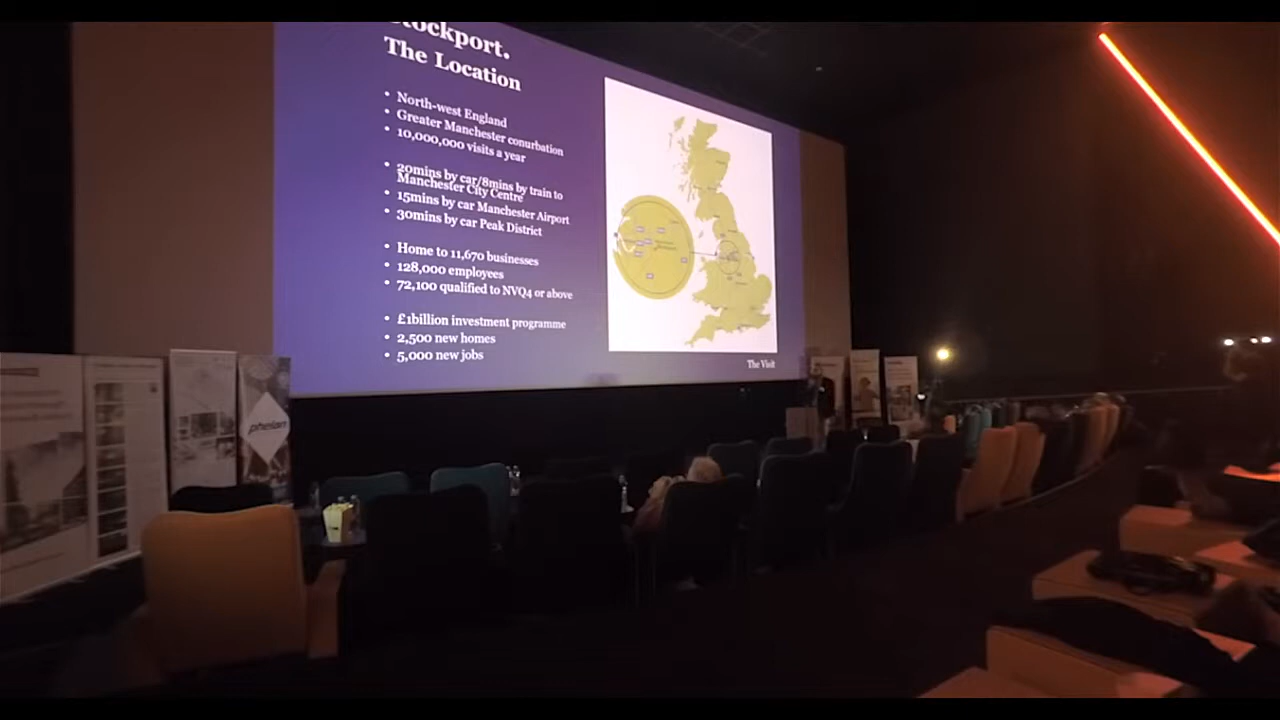 Stockport.
The Location
• North-west England
• Greater Manchester conurbation
• 10,000,000 visits a year
• 20mins by car/8mins by train to
Manchester City Centre
• 15mins by car Manchester Airport
• 30mins by car Peak District
• Home to 11,670 businesses
• 128,000 employees
• 72,100 qualified to NVQ4 or above
• £1billion investment programme
• 2,500 new homes
• 5,000 new jobs
The Visit
phelan